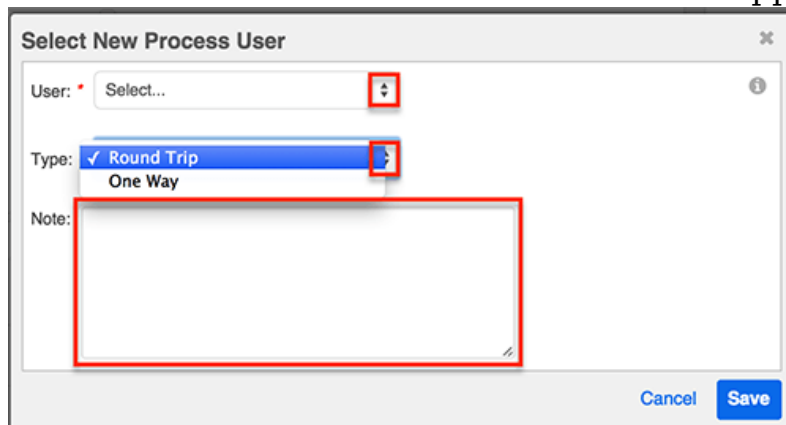 Select New Process User
User: * Select...
Type: ✓ Round Trip
One Way
Note:
Cancel Save